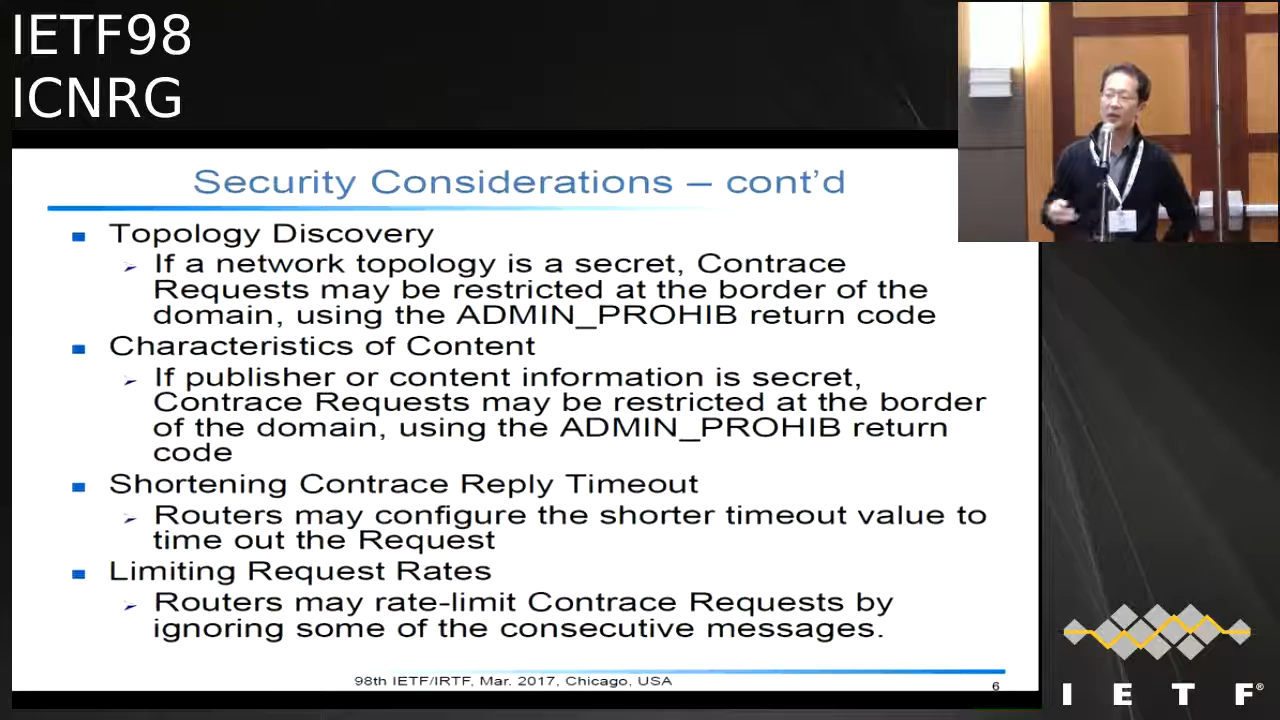 IETF98
ICNRG
Security Considerations – cont'd
Topology Discovery
If a network topology is a secret, Contrace
Requests may be restricted at the border of the
domain, using the ADMIN_PROHIB return code
Characteristics of Content
If publisher or content information is secret,
Contrace Requests may be restricted at the border
of the domain, using the ADMIN_PROHIB return
code
Shortening Contrace Reply Timeout
Routers may configure the shorter timeout value to
time out the Request
Limiting Request Rates
Routers may rate-limit Contrace Requests by
ignoring some of the consecutive messages.
98th IETF/IRTF, Mar. 2017, Chicago, USA
6
I E T F®